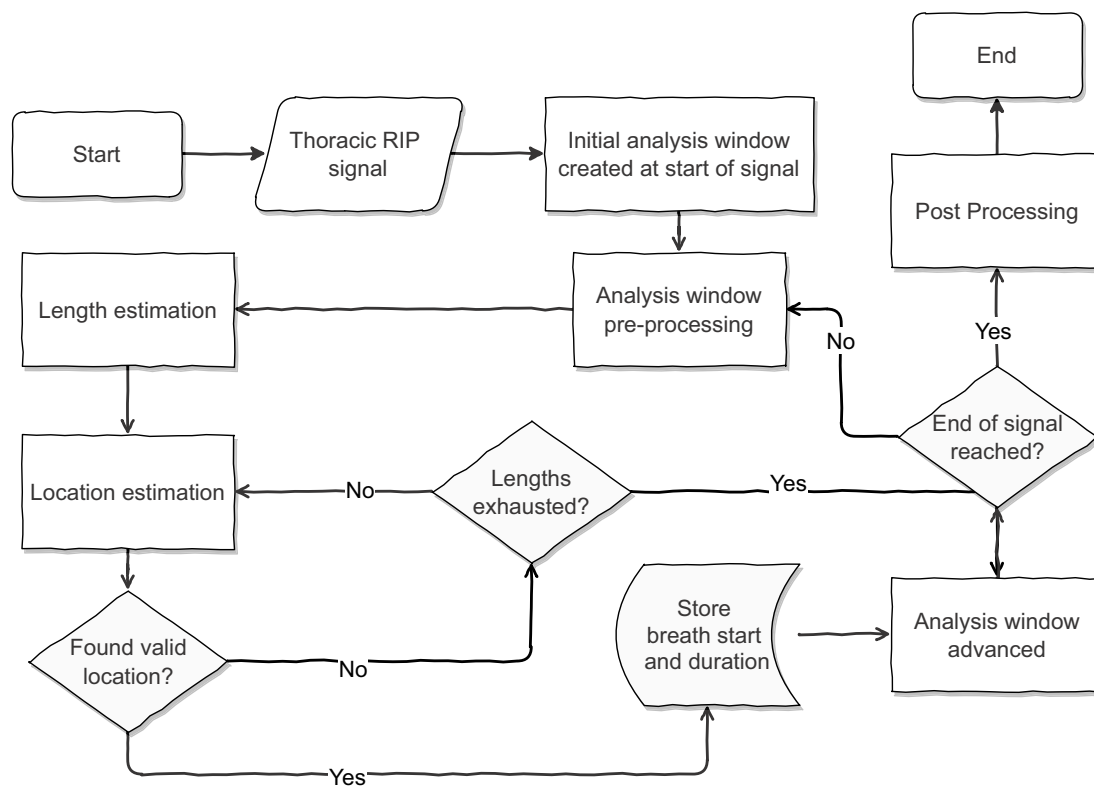 End
Start
Thoracic RIP
signal
Initial analysis window
created at start of signal
Post Processing
Length estimation
Analysis window
pre-processing
No
Yes
End of signal
reached?
Location estimation
No
Lengths
exhausted?
Yes
Found valid
location?
No
Store
breath start
and duration
Analysis window
advanced
Yes